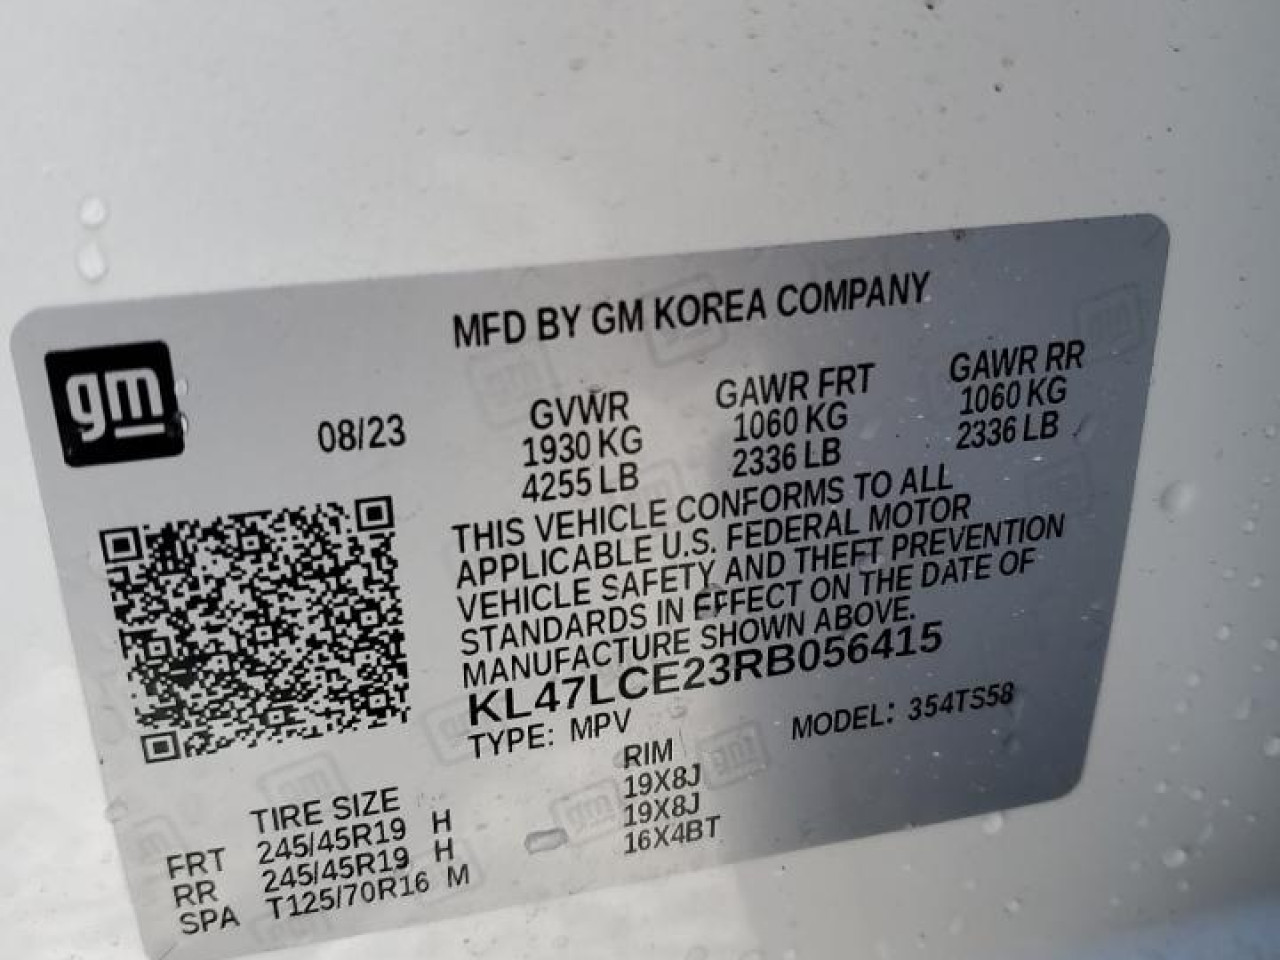 MFD BY GM KOREA COMPANY
gm
08/23
GVWR GAWR FRT GAWR RR
1930 KG 1060 KG 1060 KG
4255 LB 2336 LB 2336 LB
THIS VEHICLE CONFORMS TO ALL
APPLICABLE U.S. FEDERAL MOTOR
VEHICLE SAFETY AND THEFT PREVENTION
STANDARDS IN EFFECT ON THE DATE OF
MANUFACTURE SHOWN ABOVE.
KL47LCE23RB056415
TYPE: MPV MODEL: 354TS58
TIRE SIZE RIM
FRT 245/45R19 H 19X8J
RR 245/45R19 H 19X8J
SPA T125/70R16 M 16X4BT